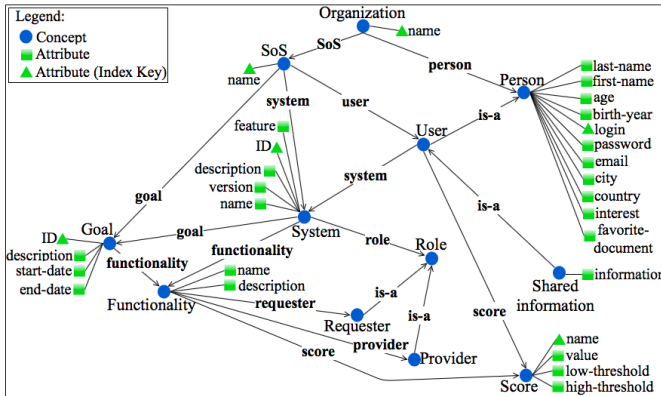 Legend:
Concept
Attribute
Attribute (Index Key)
Organization
name
SoS
SoS
name
person
Person
last-name
first-name
age
birth-year
login
password
email
city
country
interest
favorite-
document
system
user
is-a
User
feature
ID
description
version
name
system
System
goal
goal
Goal
ID
description
start-date
end-date
functionality
functionality
name
description
Functionality
role
Role
is-a
is-a
is-a
requester
Requester
provider
Provider
Shared
information
information
score
score
Score
name
value
low-threshold
high-threshold